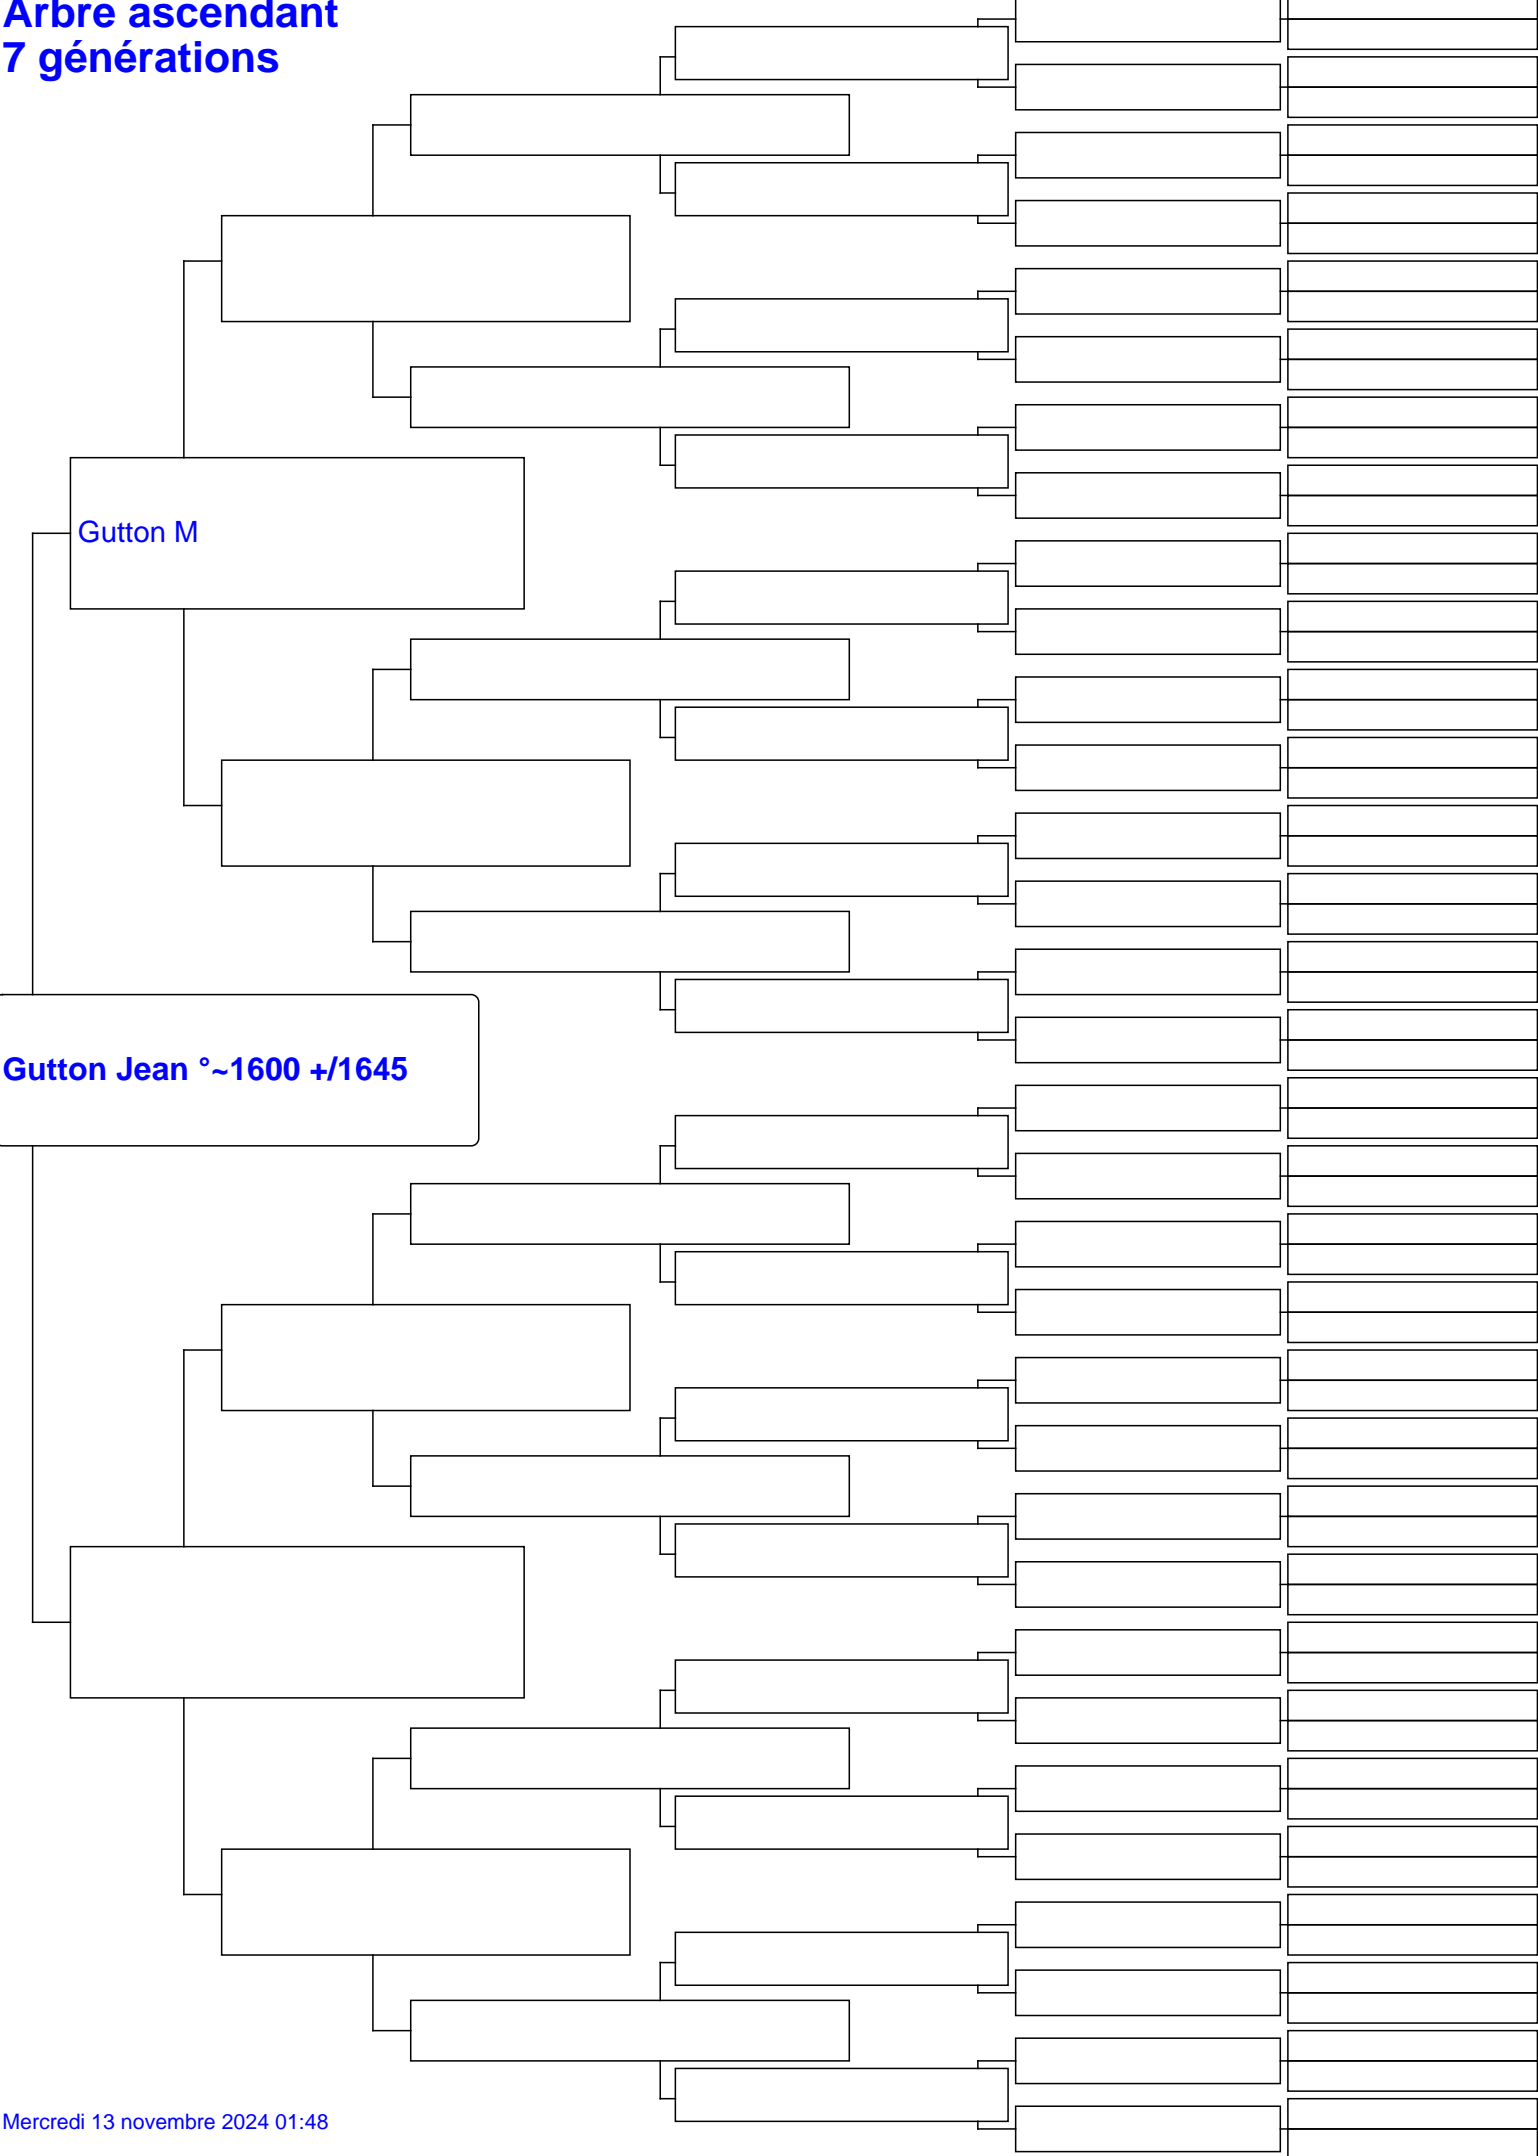 Arbre ascendant
7 générations
Gutton M
Gutton Jean °~1600 +/1645
Mercredi 13 novembre 2024 01:48